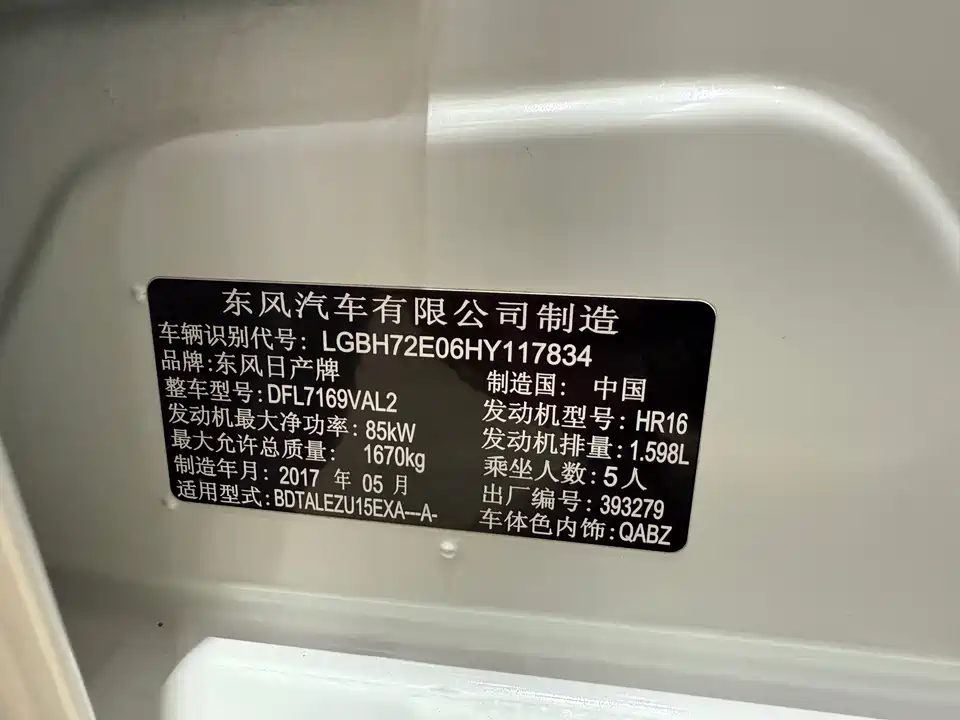 东风汽车有限公司制造
车辆识别代号: LGBH72E06HY117834
品牌:东风日产牌 制造国: 中国
整车型号:DFL7169VAL2 发动机型号: HR16
发动机最大净功率: 85kW 发动机排量: 1.598L
最大允许总质量: 1670kg 乘坐人数: 5人
制造年月: 2017 年 05 月 出厂编号: 393279
适用型式:BDTALEZU15EXA---A- 车体色内饰:QABZ